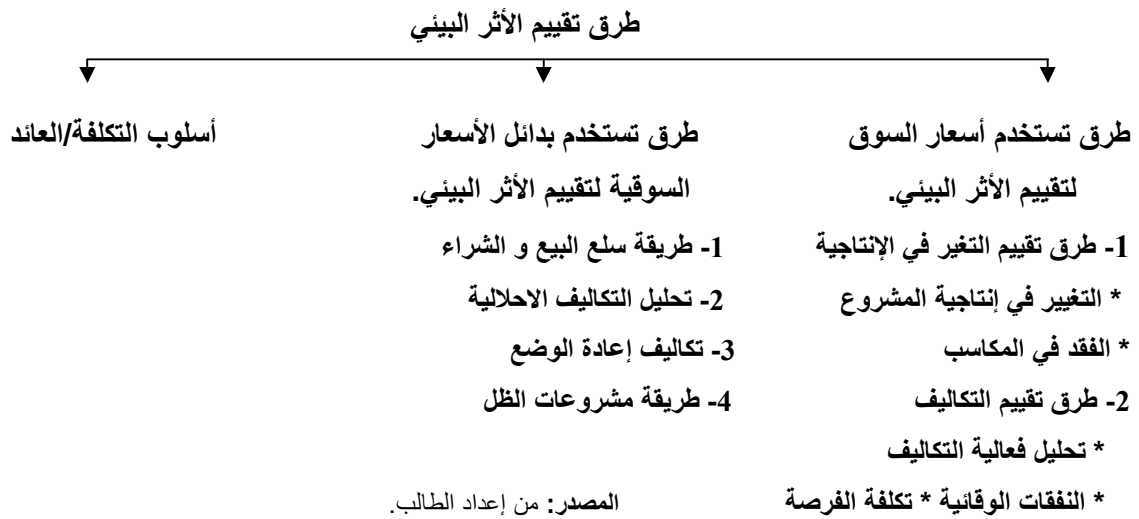 طرق تقييم الأثر البيئي
طرق تستخدم أسعار السوق
لتقييم الأثر البيئي.
1- طرق تقييم التغير في الإنتاجية
* التغيير في إنتاجية المشروع
* الفقد في المكاسب
2- طرق تقييم التكاليف
* تحليل فعالية التكاليف
* النفقات الوقائية * تكلفة الفرصة
طرق تستخدم بدائل الأسعار
السوقية لتقييم الأثر البيئي.
1- طريقة سلع البيع و الشراء
2- تحليل التكاليف الاحلالية
3- تكاليف إعادة الوضع
4- طريقة مشروعات الظل
أسلوب التكلفة/العائد
المصدر: من إعداد الطالب.